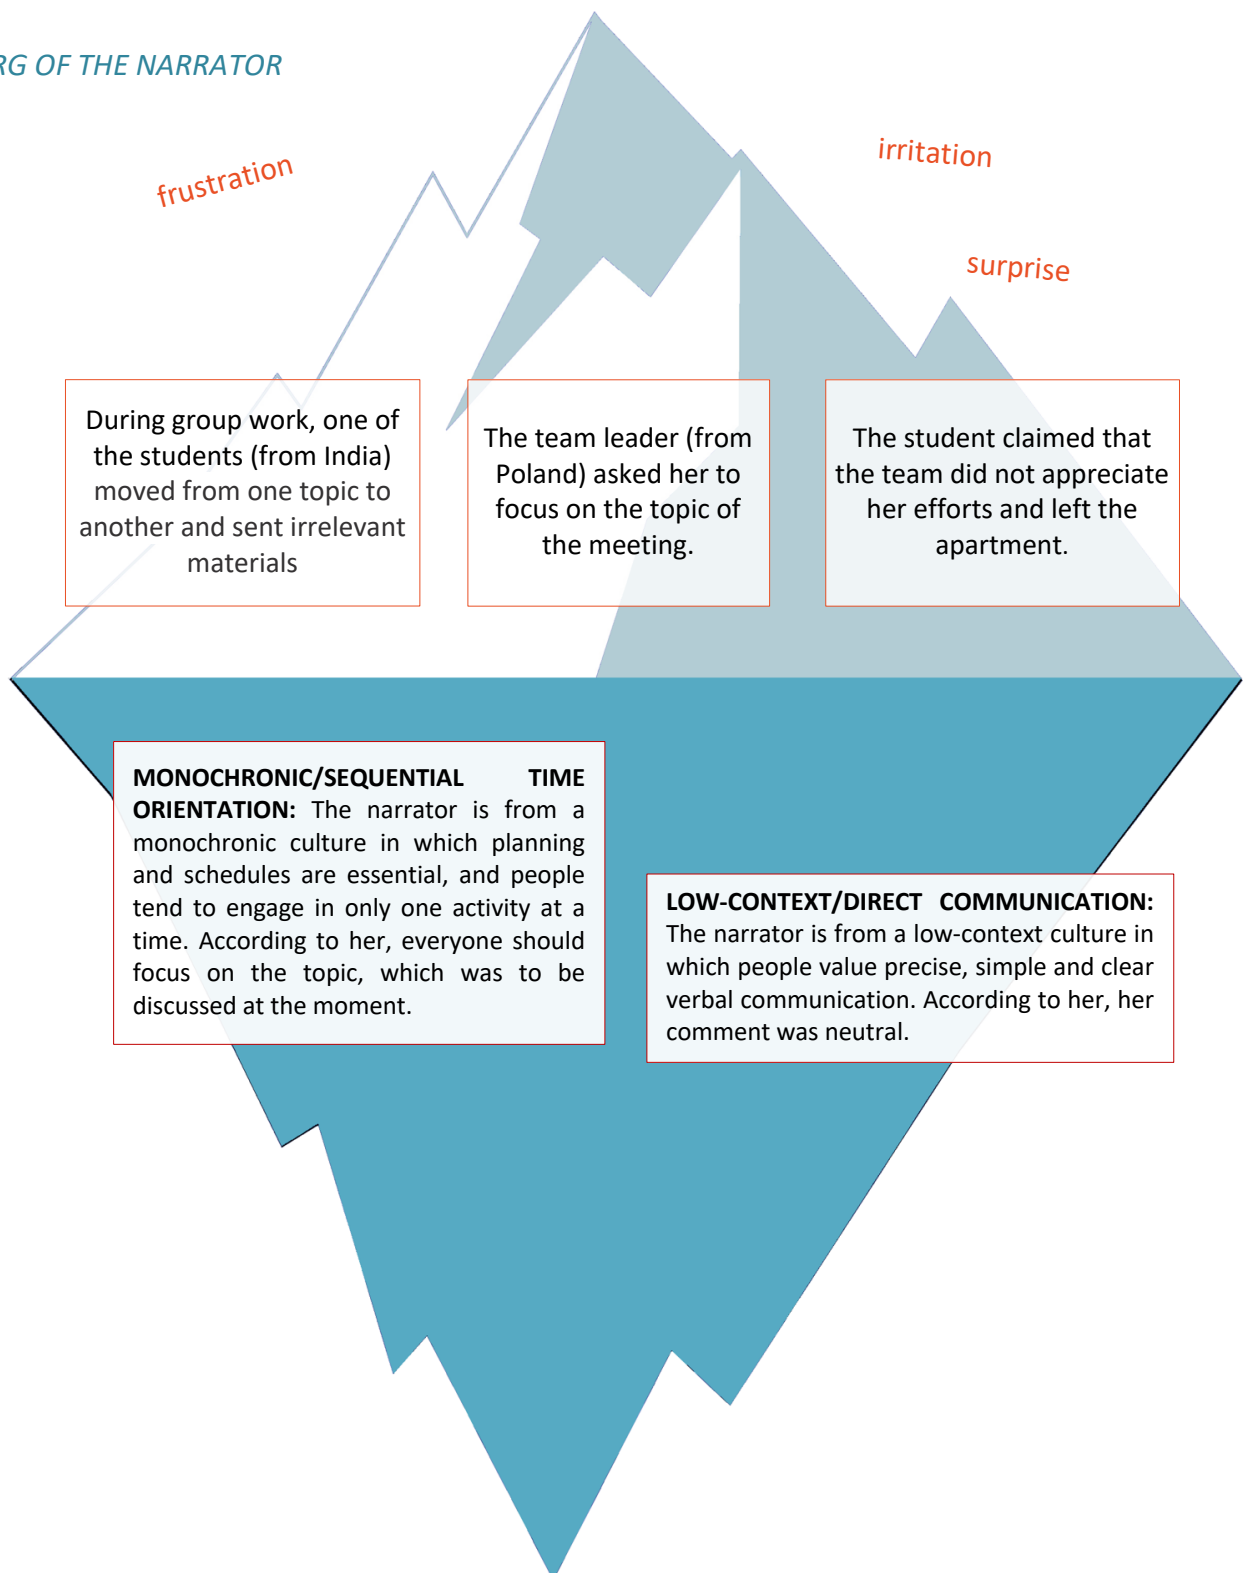 RG OF THE NARRATOR
frustration
irritation
surprise
During group work, one of
the students (from India)
moved from one topic to
another and sent irrelevant
materials
The team leader (from
Poland) asked her to
focus on the topic of
the meeting.
The student claimed that
the team did not appreciate
her efforts and left the
apartment.
MONOCHRONIC/SEQUENTIAL TIME
ORIENTATION: The narrator is from a
monochronic culture in which planning
and schedules are essential, and people
tend to engage in only one activity at a
time. According to her, everyone should
focus on the topic, which was to be
discussed at the moment.
LOW-CONTEXT/DIRECT COMMUNICATION:
The narrator is from a low-context culture in
which people value precise, simple and clear
verbal communication. According to her, her
comment was neutral.